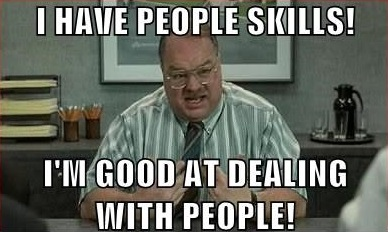 I HAVE PEOPLE SKILLS!
I'M GOOD AT DEALING
WITH PEOPLE!